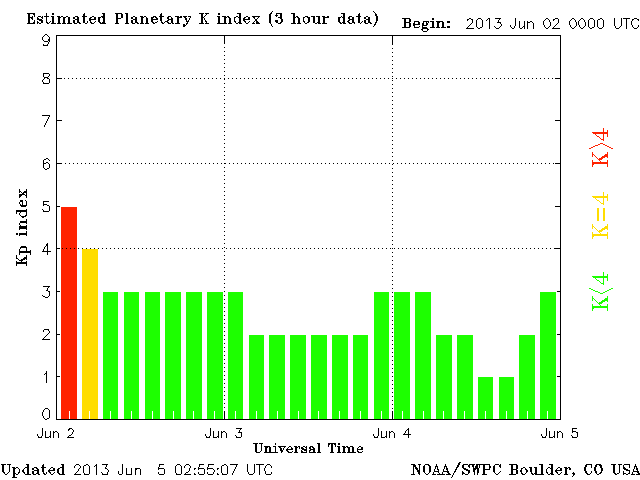 Estimated Planetary K index (3 hour data) Begin: 2013 Jun 02 0000 UTC
9
8
7
6
5
4
3
2
1
0
Kp index
K>4
K=4
K<4
Jun 2 Jun 3 Jun 4 Jun 5
Universal Time
Updated 2013 Jun 5 02:55:07 UTC NOAA/SWPC Boulder, CO USA